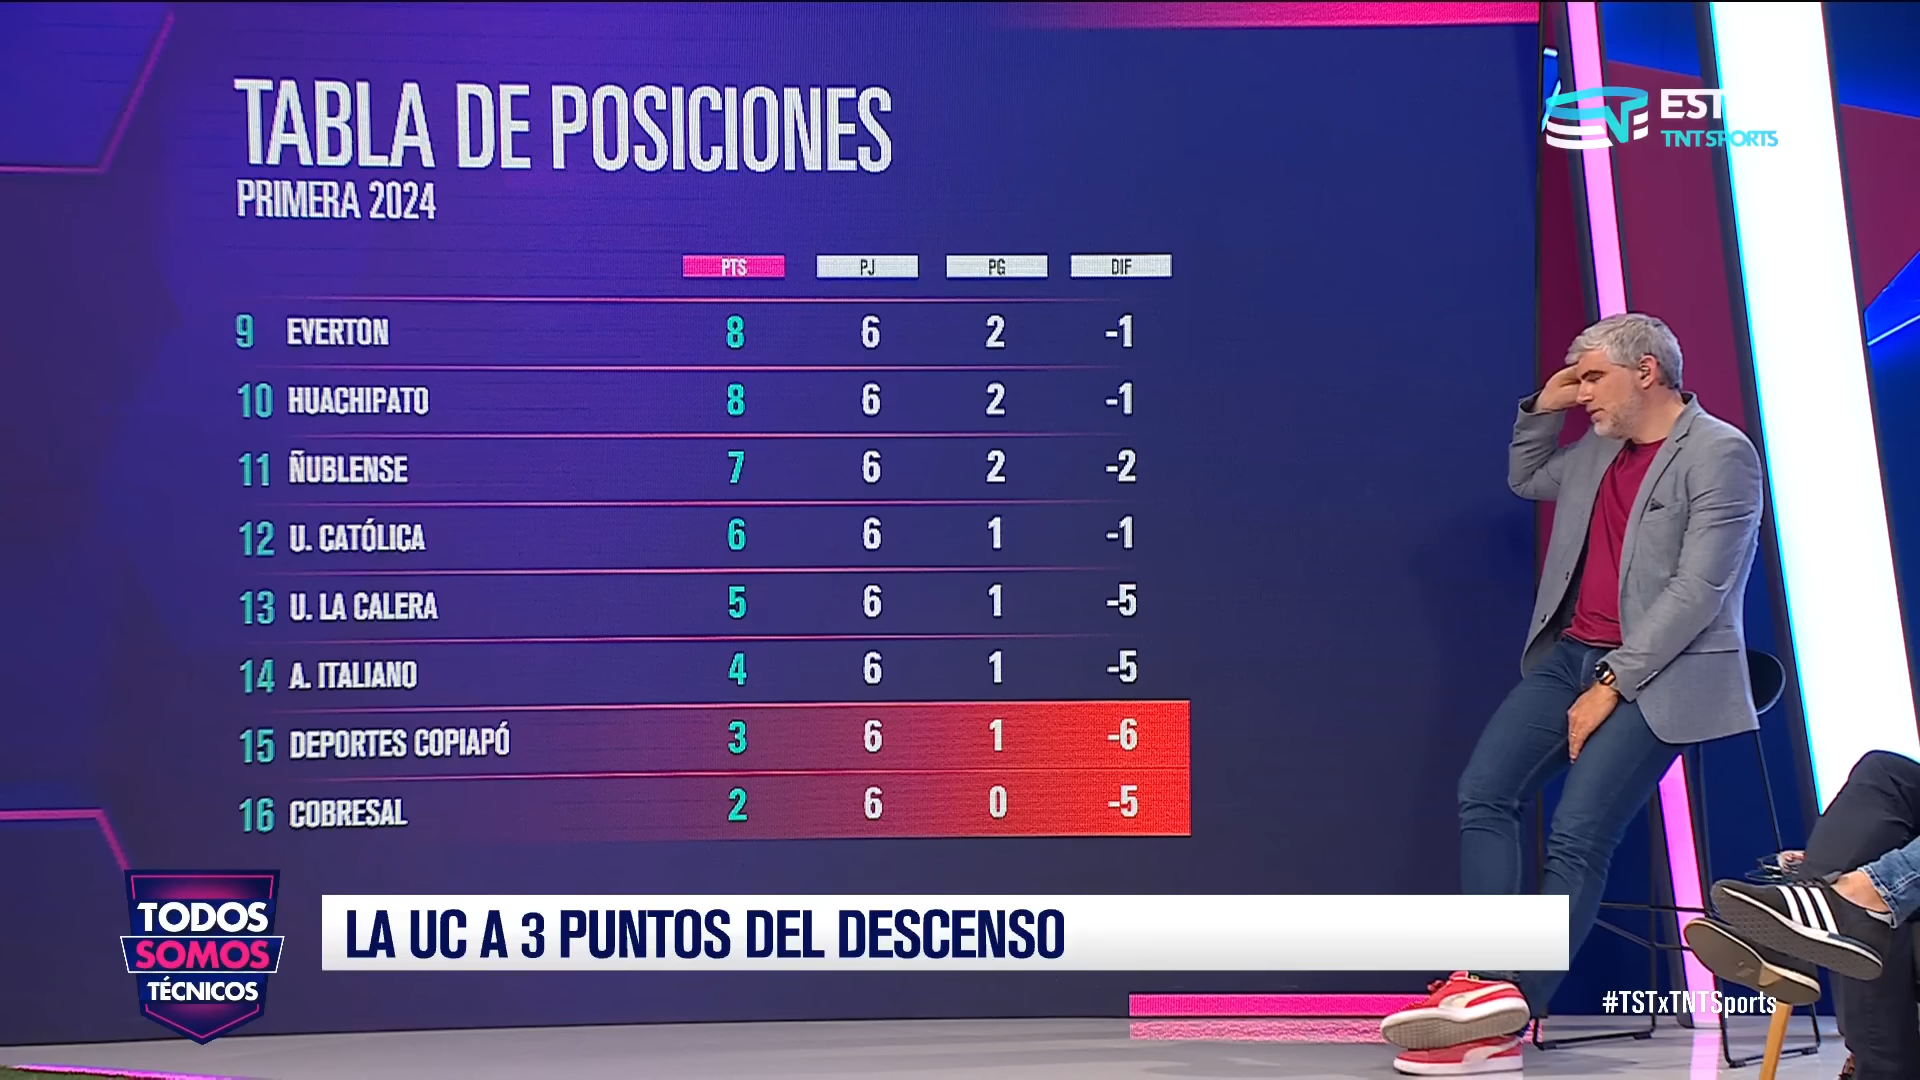 TABLA DE POSICIONES
PRIMERA 2024
EST
TNT SPORTS
PTS PJ PG DIF
9 EVERTON 8 6 2 -1
10 HUACHIPATO 8 6 2 -1
11 ÑUBLENSE 7 6 2 -2
12 U. CATÓLICA 6 6 1 -1
13 U. LA CALERA 5 6 1 -5
14 A. ITALIANO 4 6 1 -5
15 DEPORTES COPIAPÓ 3 6 1 -6
16 COBRESAL 2 6 0 -5
TODOS
SOMOS
TÉCNICOS
LA UC A 3 PUNTOS DEL DESCENSO
#TSTxTNTSports